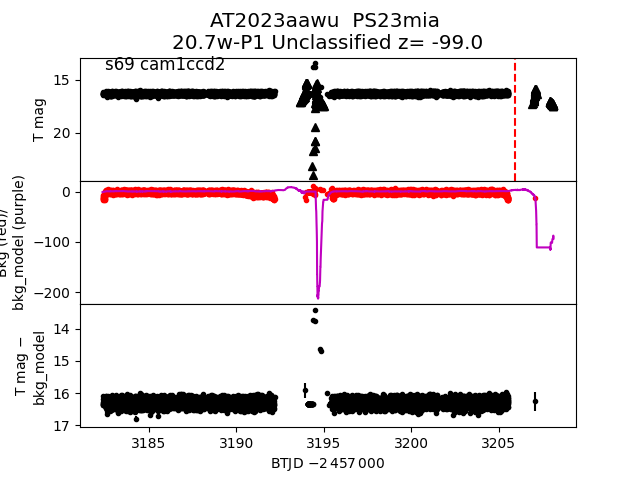 AT2023aawu  PS23mia
20.7w-P1 Unclassified z= -99.0
s69 cam1ccd2
15
20
T mag
0
−100
−200
Bkg (red)/
bkg_model (purple)
14
15
16
17
T mag −
bkg_model
3185
3190
3195
3200
3205
BTJD −2 457 000